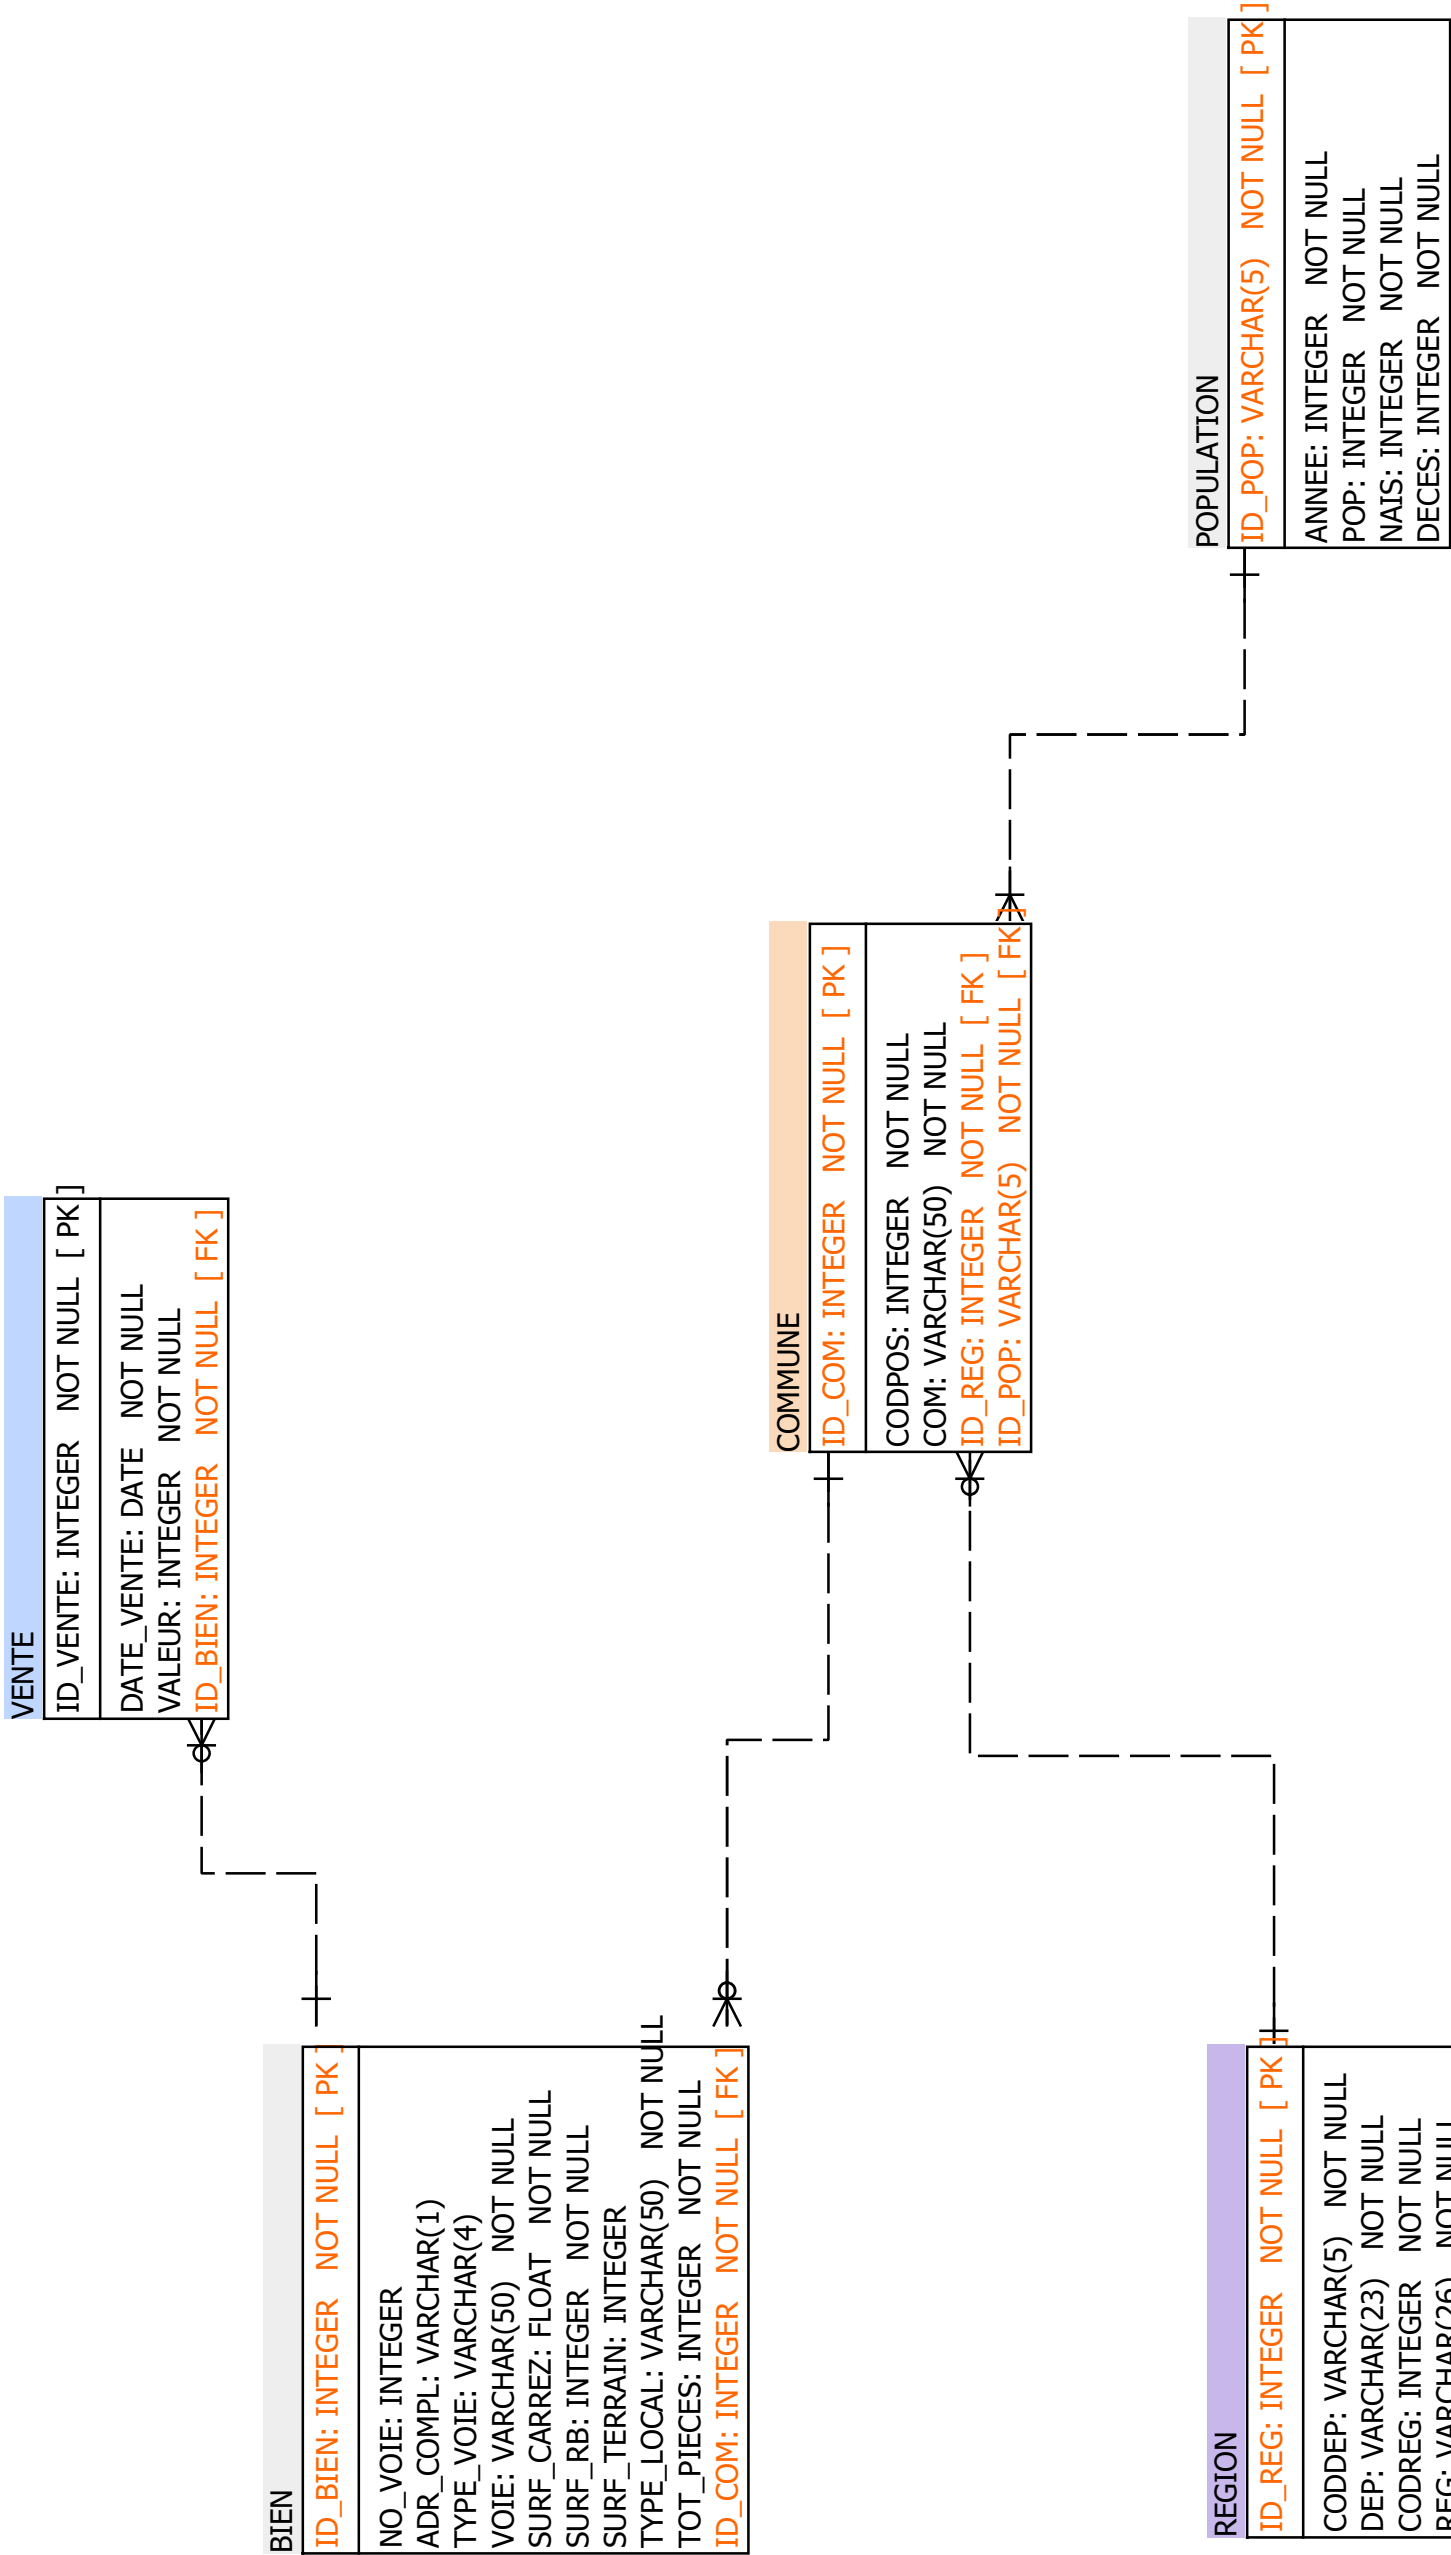 VENTE
ID_VENTE: INTEGER NOT NULL [ PK ]
DATE_VENTE: DATE NOT NULL
VALEUR: INTEGER NOT NULL
ID_BIEN: INTEGER NOT NULL [ FK ]
BIEN
ID_BIEN: INTEGER NOT NULL [ PK ]
NO_VOIE: INTEGER
ADR_COMPL: VARCHAR(1)
TYPE_VOIE: VARCHAR(4)
VOIE: VARCHAR(50) NOT NULL
SURF_CARREZ: FLOAT NOT NULL
SURF_RB: INTEGER NOT NULL
SURF_TERRAIN: INTEGER
TYPE_LOCAL: VARCHAR(50) NOT NULL
TOT_PIECES: INTEGER NOT NULL
ID_COM: INTEGER NOT NULL [ FK ]
COMMUNE
ID_COM: INTEGER NOT NULL [ PK ]
CODPOS: INTEGER NOT NULL
COM: VARCHAR(50) NOT NULL
ID_REG: INTEGER NOT NULL [ FK ]
ID_POP: VARCHAR(5) NOT NULL [ FK ]
POPULATION
ID_POP: VARCHAR(5) NOT NULL [ PK ]
ANNEE: INTEGER NOT NULL
POP: INTEGER NOT NULL
NAIS: INTEGER NOT NULL
DECES: INTEGER NOT NULL
REGION
ID_REG: INTEGER NOT NULL [ PK ]
CODDEP: VARCHAR(5) NOT NULL
DEP: VARCHAR(23) NOT NULL
CODREG: INTEGER NOT NULL
REG: VARCHAR(26) NOT NULL